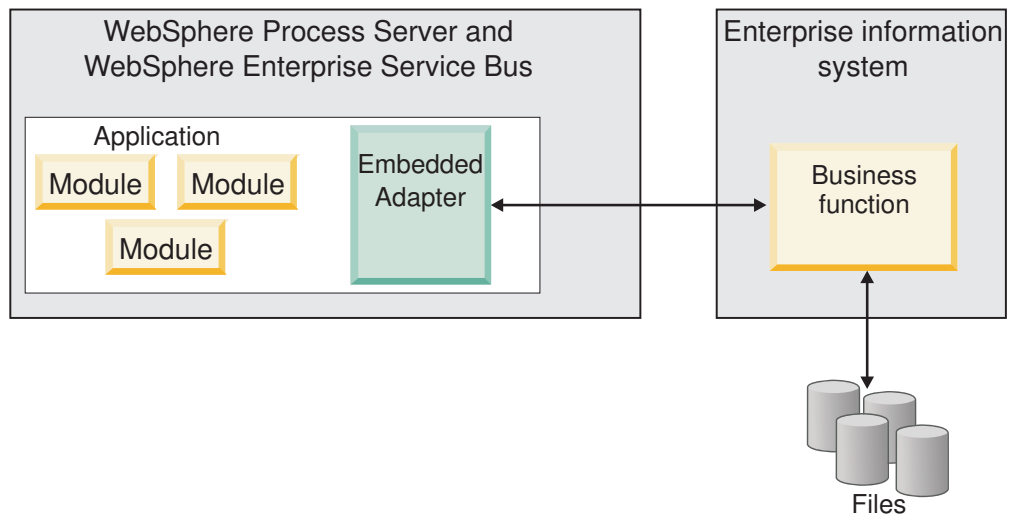 WebSphere Process Server and
WebSphere Enterprise Service Bus
Application
Module
Module
Module
Embedded
Adapter
Enterprise information
system
Business
function
Files